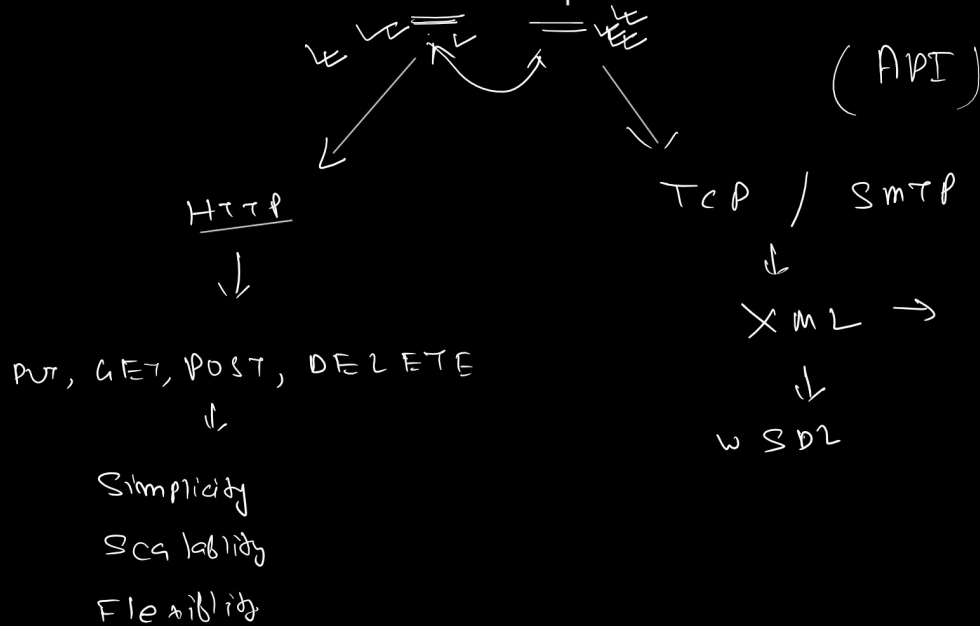 (API)
HTTP
TCP / SMTP
XML →
PUT, GET, POST, DELETE
WSDL
Simplicity
Scalablity
Flexiblity